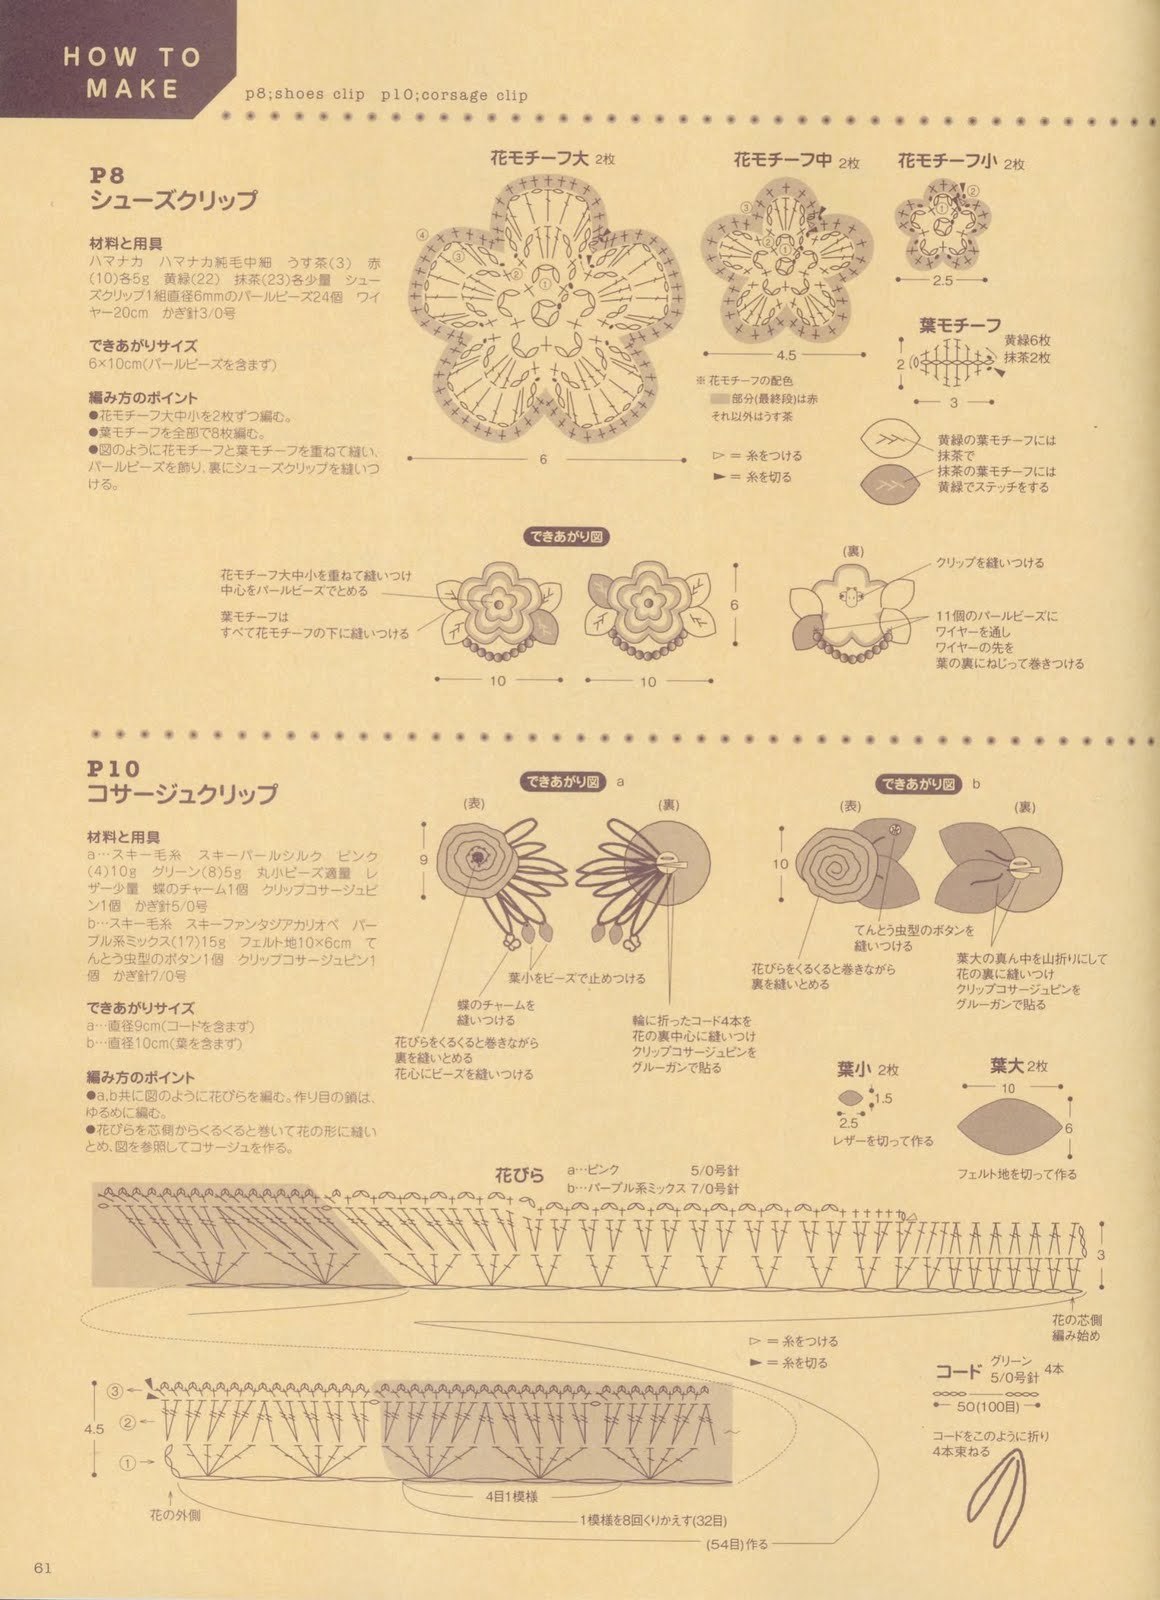 HOW TO
MAKE
p8;shoes clip p10;corsage clip
P8
シューズクリップ
材料と用具
ハマナカ ハマナカ純毛中細 うす茶(3) 赤
(10)各5g 黄緑(22) 抹茶(23)各少量 シュー
ズクリップ1組直径6mmのパールビーズ24個 ワイ
ヤー20cm かぎ針3/0号
できあがりサイズ
6×10cm(パールビーズを含まず)
編み方のポイント
●花モチーフ大中小を2枚ずつ編む。
●葉モチーフを全部で8枚編む。
●図のように花モチーフと葉モチーフを重ねて縫い、
パールビーズを飾り、裏にシューズクリップを縫いつ
ける。
花モチーフ大 2枚
④
③
②
①
6
花モチーフ中 2枚
③
②
①
4.5
※花モチーフの配色
部分(最終段)は赤
それ以外はうす茶
▷ = 糸をつける
▶ = 糸を切る
花モチーフ小 2枚
②
①
2.5
葉モチーフ
黄緑6枚
抹茶2枚
2
3
黄緑の葉モチーフには
抹茶で
抹茶の葉モチーフには
黄緑でステッチをする
できあがり図
花モチーフ大中小を重ねて縫いつけ
中心をパールビーズでとめる
葉モチーフは
すべて花モチーフの下に縫いつける
10
10
6
(裏)
クリップを縫いつける
11個のパールビーズに
ワイヤーを通し
ワイヤーの先を
葉の裏にねじって巻きつける
P10
コサージュクリップ
材料と用具
a…スキー毛糸 スキーパールシルク ピンク
(4)10g グリーン(8)5g 丸小ビーズ適量 レ
ザー少量 蝶のチャーム1個 クリップコサージュピ
ン1個 かぎ針5/0号
b…スキー毛糸 スキーファンタジアカリオペ パー
プル系ミックス(17)15g フェルト地10×6cm て
んとう虫型のボタン1個 クリップコサージュピン1
個 かぎ針7/0号
できあがりサイズ
a…直径9cm(コードを含まず)
b…直径10cm(葉を含まず)
編み方のポイント
●a,b共に図のように花びらを編む。作り目の鎖は、
ゆるめに編む。
●花びらを芯側からくるくると巻いて花の形に縫い
とめ、図を参照してコサージュを作る。
できあがり図 a
(表)
(裏)
9
葉小をビーズで止めつける
蝶のチャームを
縫いつける
花びらをくるくると巻きながら
裏を縫いとめる
花心にビーズを縫いつける
輪に折ったコード4本を
花の裏中心に縫いつけ
クリップコサージュピンを
グルーガンで貼る
できあがり図 b
(表)
(裏)
10
てんとう虫型のボタンを
縫いつける
花びらをくるくると巻きながら
裏を縫いとめる
葉大の真ん中を山折りにして
花の裏に縫いつけ
クリップコサージュピンを
グルーガンで貼る
葉小 2枚
1.5
2.5
レザーを切って作る
葉大 2枚
10
6
フェルト地を切って作る
花びら
a…ピンク 5/0号針
b…パープル系ミックス 7/0号針
3
花の芯側
編み始め
▷ = 糸をつける
▶ = 糸を切る
③
②
①
4.5
花の外側
4目1模様
1模様を8回くりかえす(32目)
(54目)作る
コード グリーン 5/0号針 4本
50(100目)
コードをこのように折り
4本束ねる
61